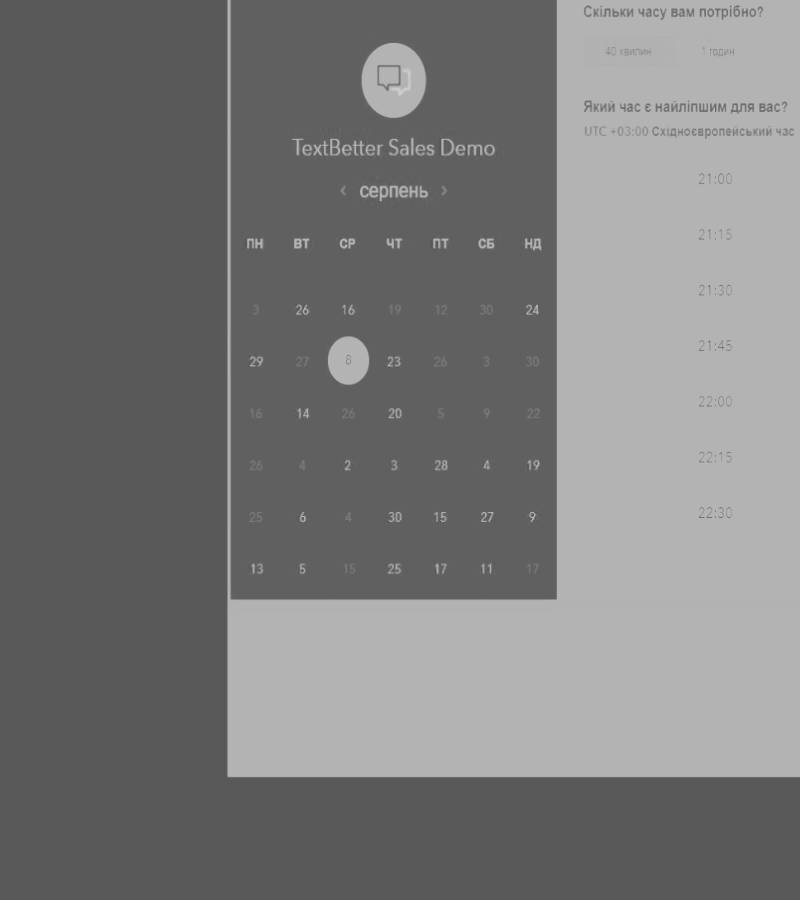 TextBetter Sales Demo
‹ серпень ›
ПН ВТ СР ЧТ ПТ СБ НД
3 26 16 19 12 30 24
29 27 8 23 26 3 30
16 14 26 20 5 9 22
26 4 2 3 28 4 19
25 6 4 30 15 27 9
13 5 15 25 17 11 17
Скільки часу вам потрібно?
40 хвилин 1 годин
Який час є найліпшим для вас?
UTC +03:00 Східноєвропейський час
21:00
21:15
21:30
21:45
22:00
22:15
22:30